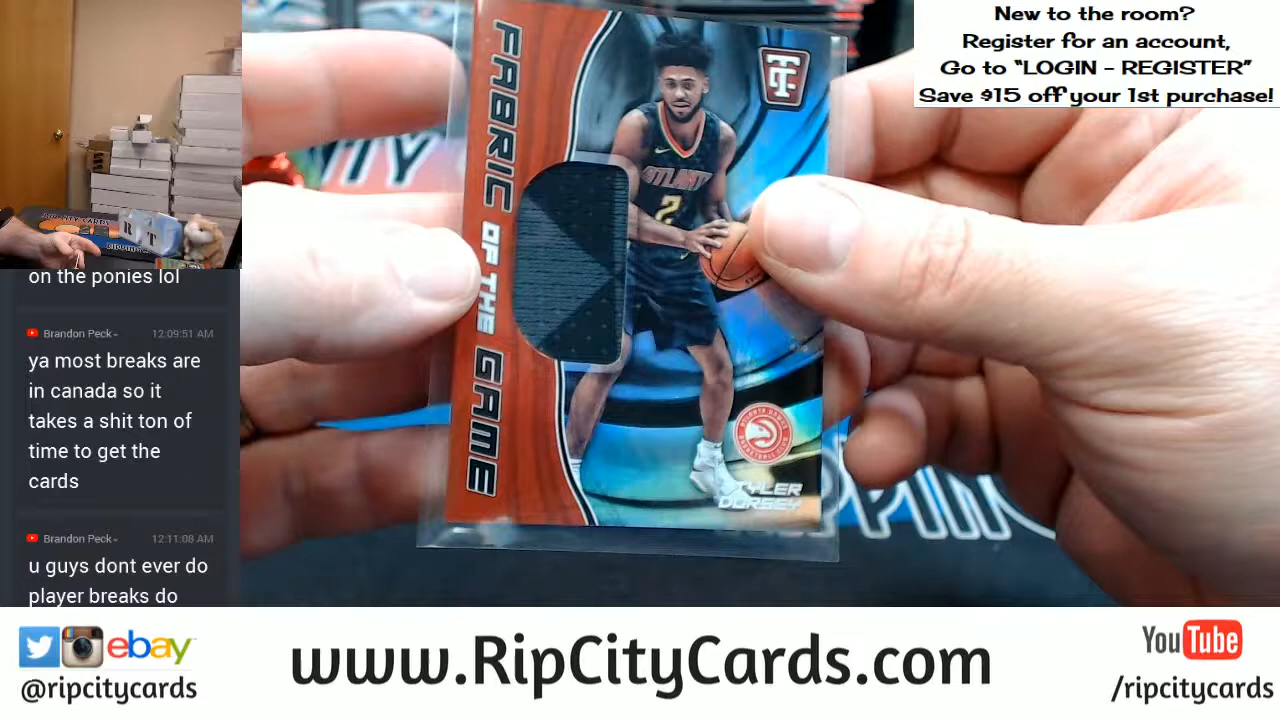 New to the room?
Register for an account,
Go to "LOGIN - REGISTER"
Save $15 off your 1st purchase!
FABRIC OF THE GAME
TT
ATLANTA
2
TYLER
DORSEY
on the ponies lol
Brandon Peck
12:09:51 AM
ya most breaks are
in canada so it
takes a shit ton of
time to get the
cards
Brandon Peck
12:11:08 AM
u guys dont ever do
player breaks do
ebay
@ripcitycards
www.RipCityCards.com
YouTube
/ripcitycards